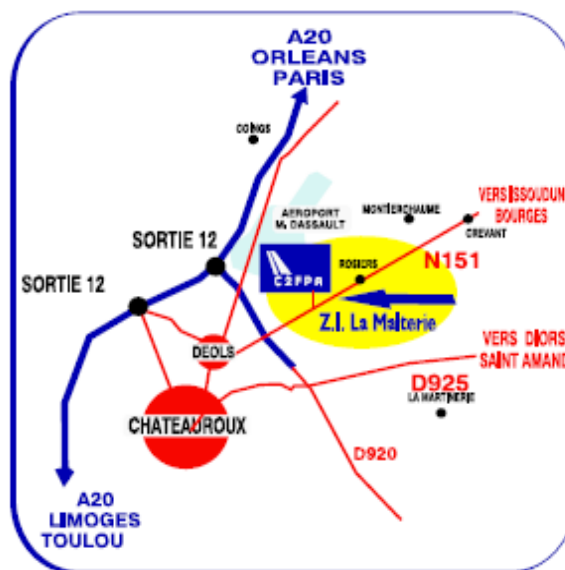 A20
ORLEANS
PARIS
COINGS
AEROPORT
M. DASSAULT
MONTIERCHAUME
VERS ISSOUDUN
BOURGES
CREVANT
SORTIE 12
C2FPA
ROSIERS
N151
SORTIE 12
Z.I. La Malterie
DEOLS
VERS DIORS
SAINT AMAND
D925
LA MARTINERIE
CHATEAUROUX
D920
A20
LIMOGES
TOULOU